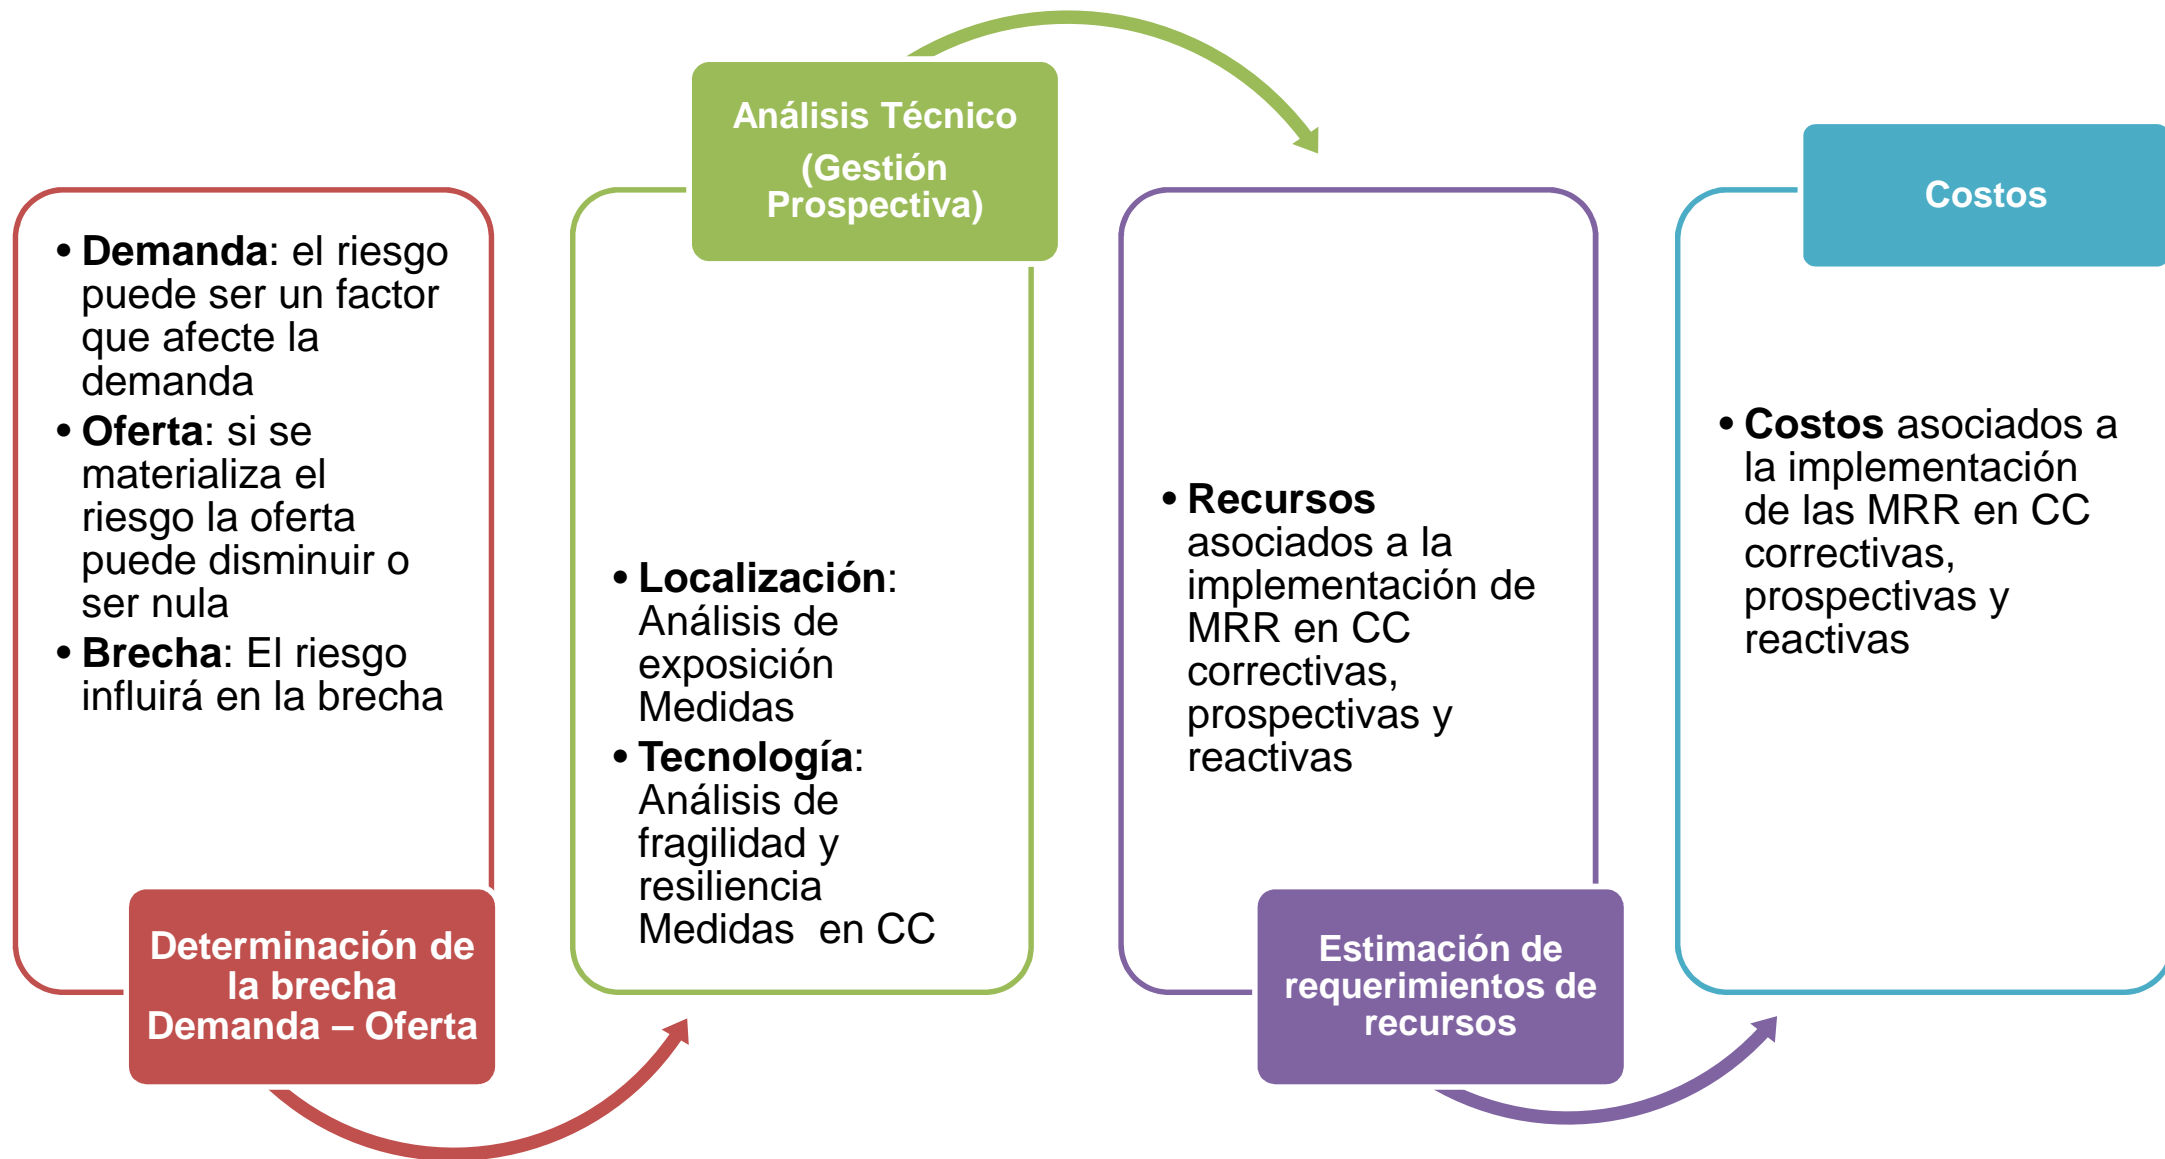 • Demanda: el riesgo
puede ser un factor
que afecte la
demanda
• Oferta: si se
materializa el
riesgo la oferta
puede disminuir o
ser nula
• Brecha: El riesgo
influirá en la brecha
Determinación de
la brecha
Demanda – Oferta
Análisis Técnico
(Gestión
Prospectiva)
• Localización:
Análisis de
exposición
Medidas
• Tecnología:
Análisis de
fragilidad y
resiliencia
Medidas en CC
• Recursos
asociados a la
implementación de
MRR en CC
correctivas,
prospectivas y
reactivas
Estimación de
requerimientos de
recursos
Costos
• Costos asociados a
la implementación
de las MRR en CC
correctivas,
prospectivas y
reactivas